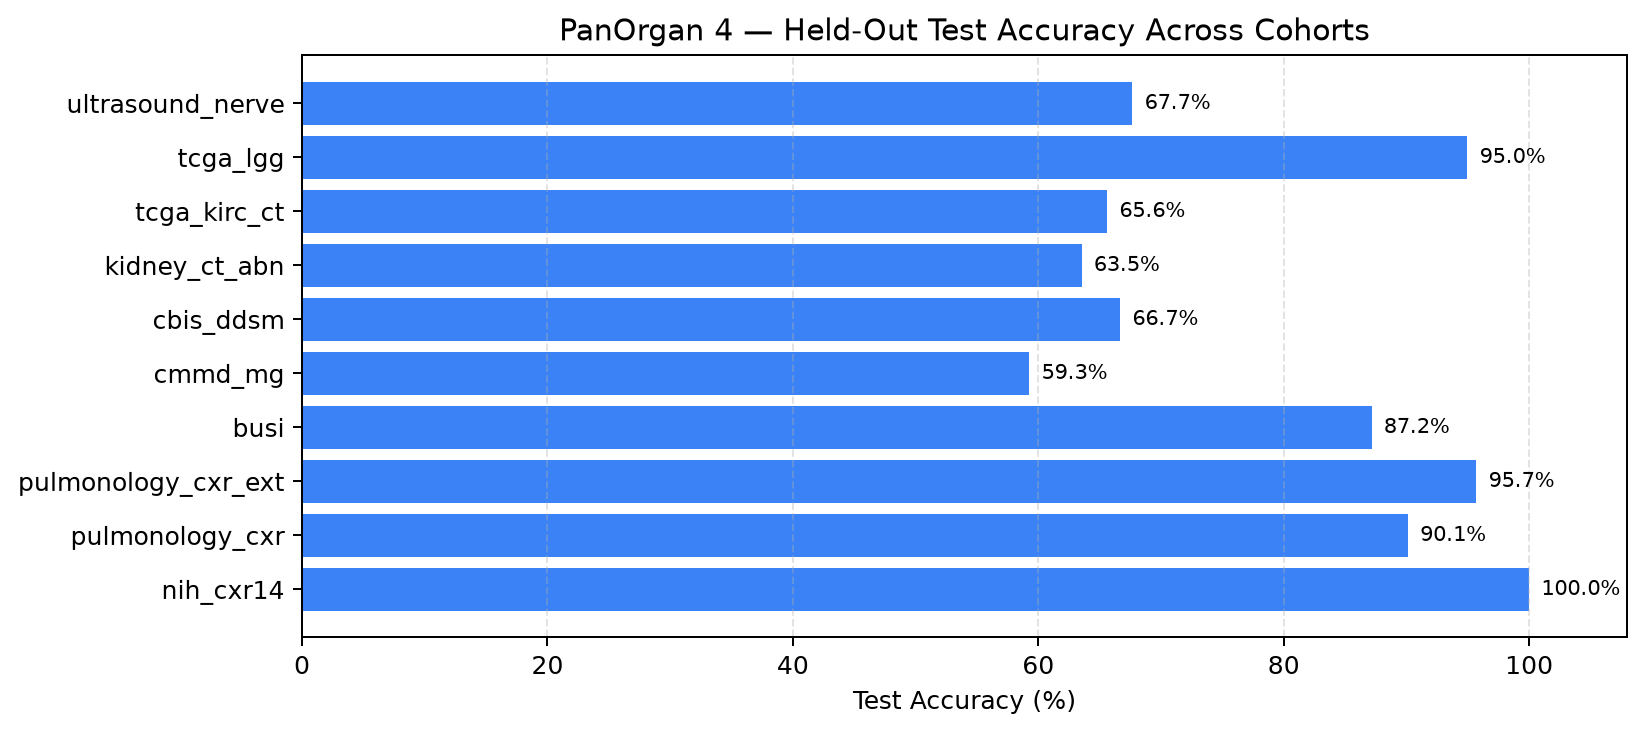 PanOrgan 4 — Held-Out Test Accuracy Across Cohorts
ultrasound_nerve 67.7%
tcga_lgg 95.0%
tcga_kirc_ct 65.6%
kidney_ct_abn 63.5%
cbis_ddsm 66.7%
cmmd_mg 59.3%
busi 87.2%
pulmonology_cxr_ext 95.7%
pulmonology_cxr 90.1%
nih_cxr14 100.0%
0 20 40 60 80 100
Test Accuracy (%)